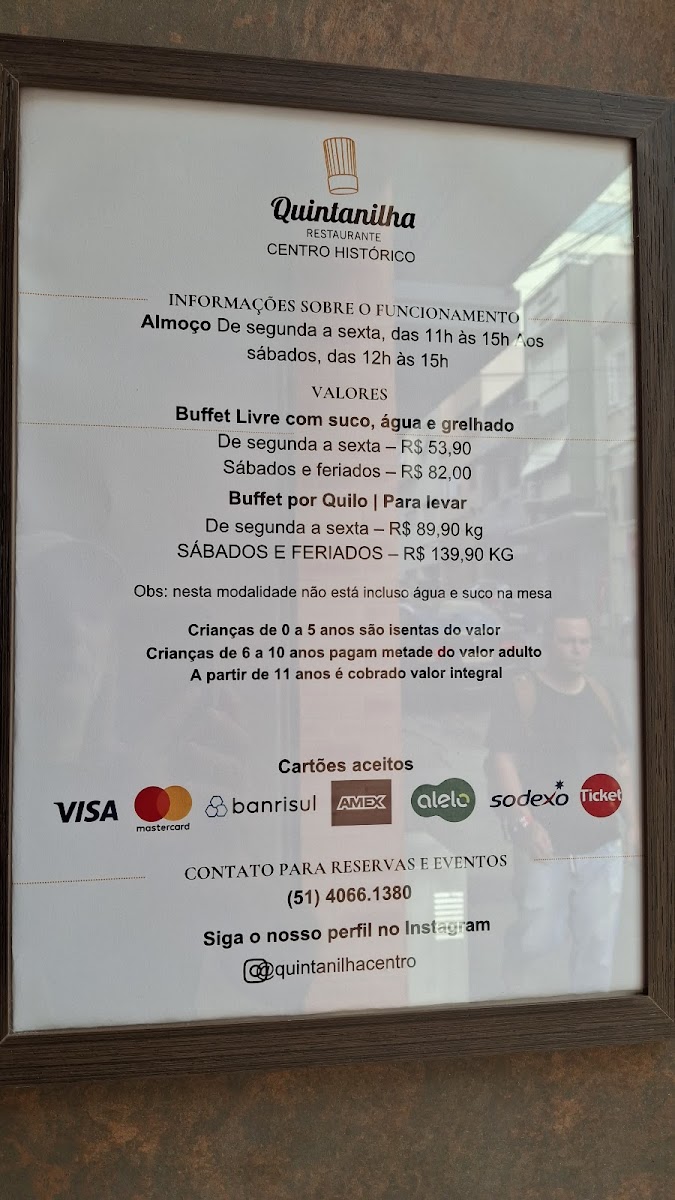 Quintanilha
RESTAURANTE
CENTRO HISTÓRICO
INFORMAÇÕES SOBRE O FUNCIONAMENTO
Almoço De segunda a sexta, das 11h às 15h Aos
sábados, das 12h às 15h
VALORES
Buffet Livre com suco, água e grelhado
De segunda a sexta – R$ 53,90
Sábados e feriados – R$ 82,00
Buffet por Quilo | Para levar
De segunda a sexta – R$ 89,90 kg
SÁBADOS E FERIADOS – R$ 139,90 KG
Obs: nesta modalidade não está incluso água e suco na mesa
Crianças de 0 a 5 anos são isentas do valor
Crianças de 6 a 10 anos pagam metade do valor adulto
A partir de 11 anos é cobrado valor integral
Cartões aceitos
VISA mastercard banrisul AMEX alelo sodexo Ticket
CONTATO PARA RESERVAS E EVENTOS
(51) 4066.1380
Siga o nosso perfil no Instagram
@quintanilhacentro